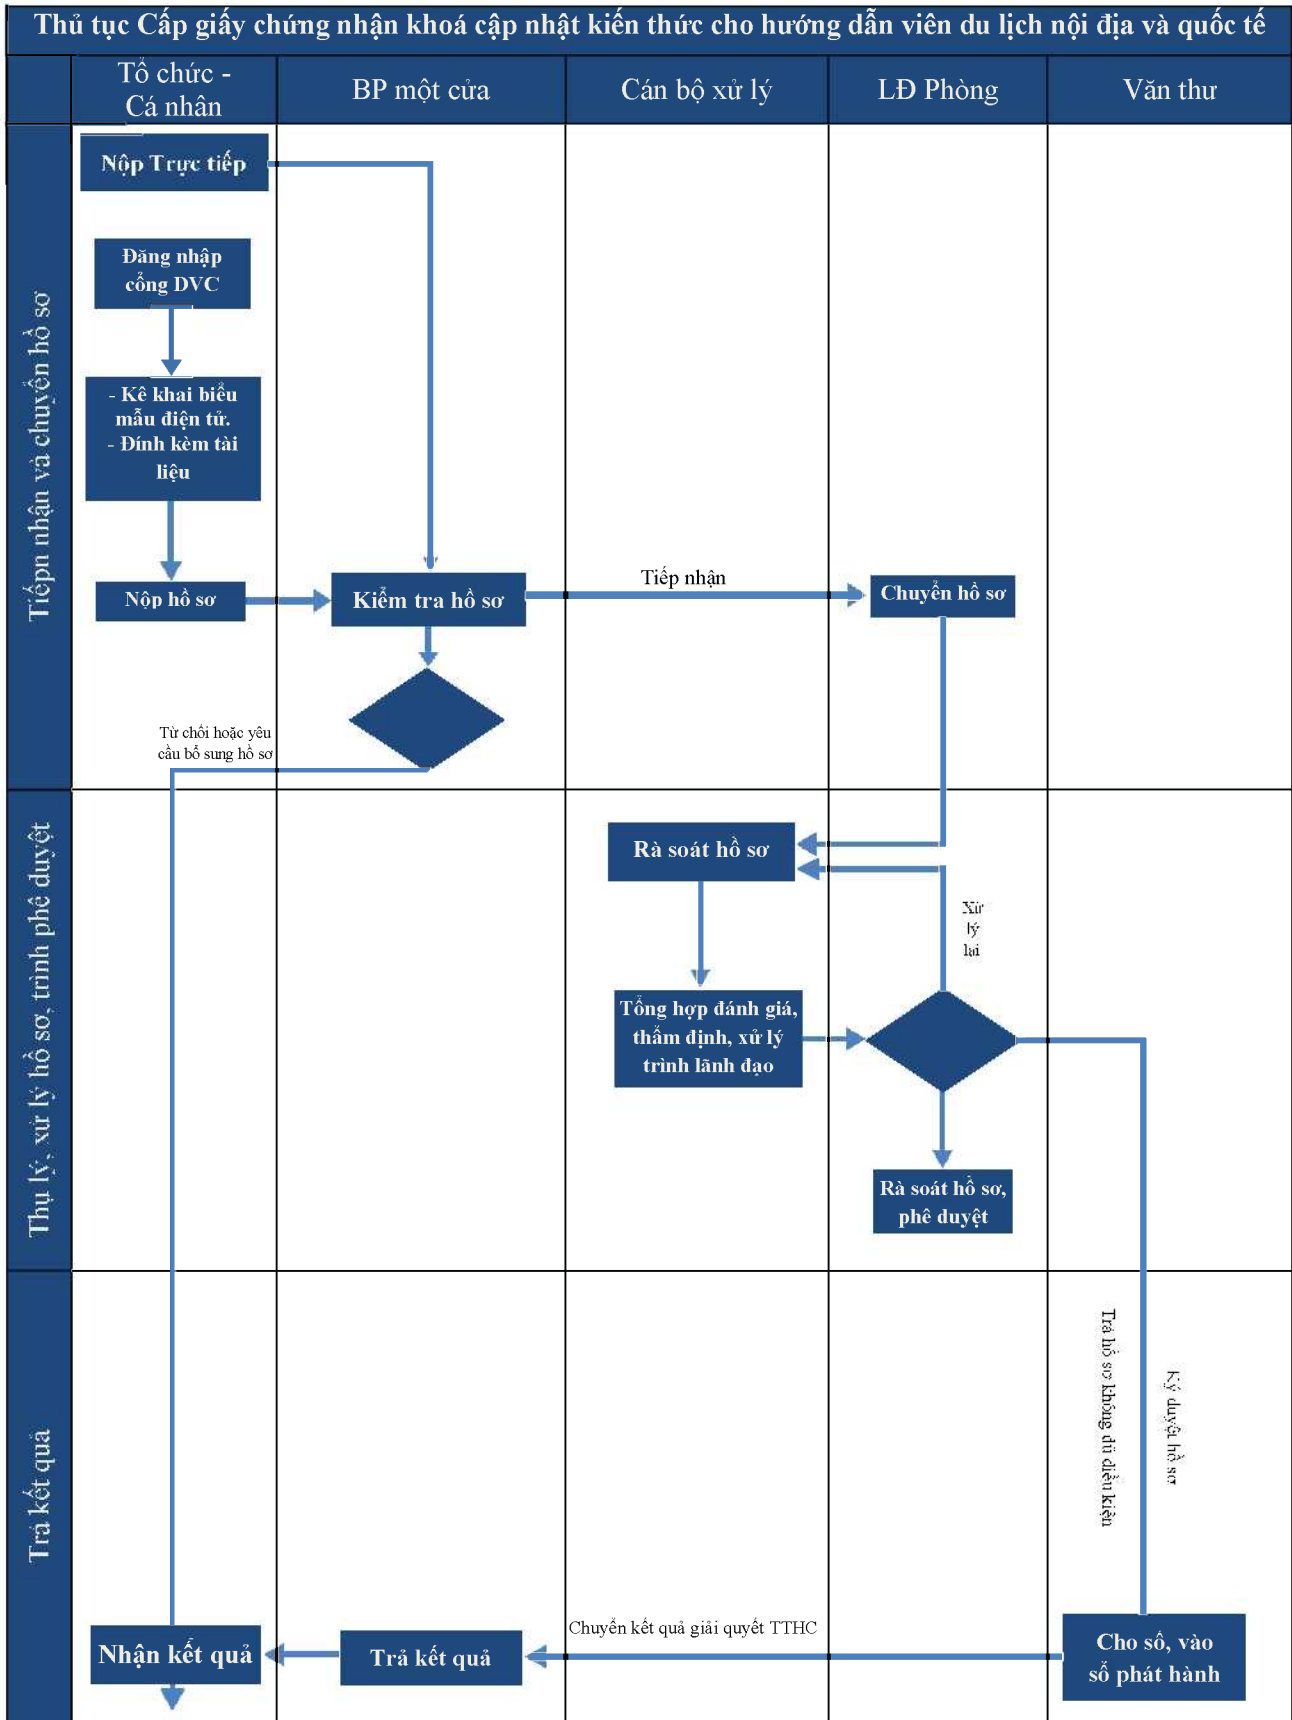 Thủ tục Cấp giấy chứng nhận khoá cập nhật kiến thức cho hướng dẫn viên du lịch nội địa và quốc tế
Tổ chức -
Cá nhân
BP một cửa
Cán bộ xử lý
LĐ Phòng
Văn thư
Tiếpn nhận và chuyển hồ sơ
Nộp Trực tiếp
Đăng nhập
cổng DVC
- Kê khai biểu
mẫu điện tử.
- Đính kèm tài
liệu
Nộp hồ sơ
Kiểm tra hồ sơ
Tiếp nhận
Chuyển hồ sơ
Từ chối hoặc yêu
cầu bổ sung hồ sơ
Thụ lý, xử lý hồ sơ, trình phê duyệt
Rà soát hồ sơ
Xử
lý
lại
Tổng hợp đánh giá,
thẩm định, xử lý
trình lãnh đạo
Rà soát hồ sơ,
phê duyệt
Trả kết quả
Trả hồ sơ không đủ điều kiện
Ký duyệt hồ sơ
Nhận kết quả
Trả kết quả
Chuyển kết quả giải quyết TTHC
Cho số, vào
sổ phát hành